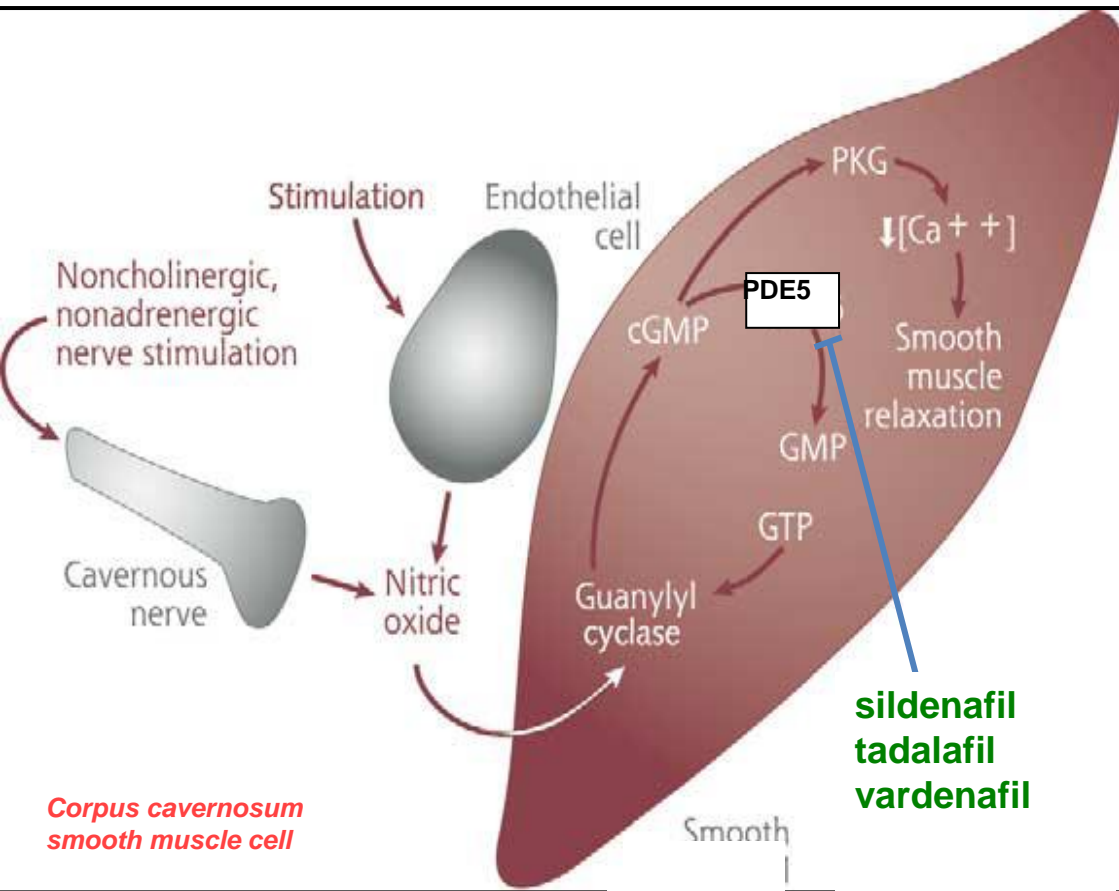 Stimulation
Endothelial
cell
Noncholinergic,
nonadrenergic
nerve stimulation
Cavernous
nerve
Nitric
oxide
PKG
⬇[Ca + +]
PDE5
cGMP
Smooth
muscle
relaxation
GMP
GTP
Guanylyl
cyclase
sildenafil
tadalafil
vardenafil
Corpus cavernosum
smooth muscle cell
Smooth